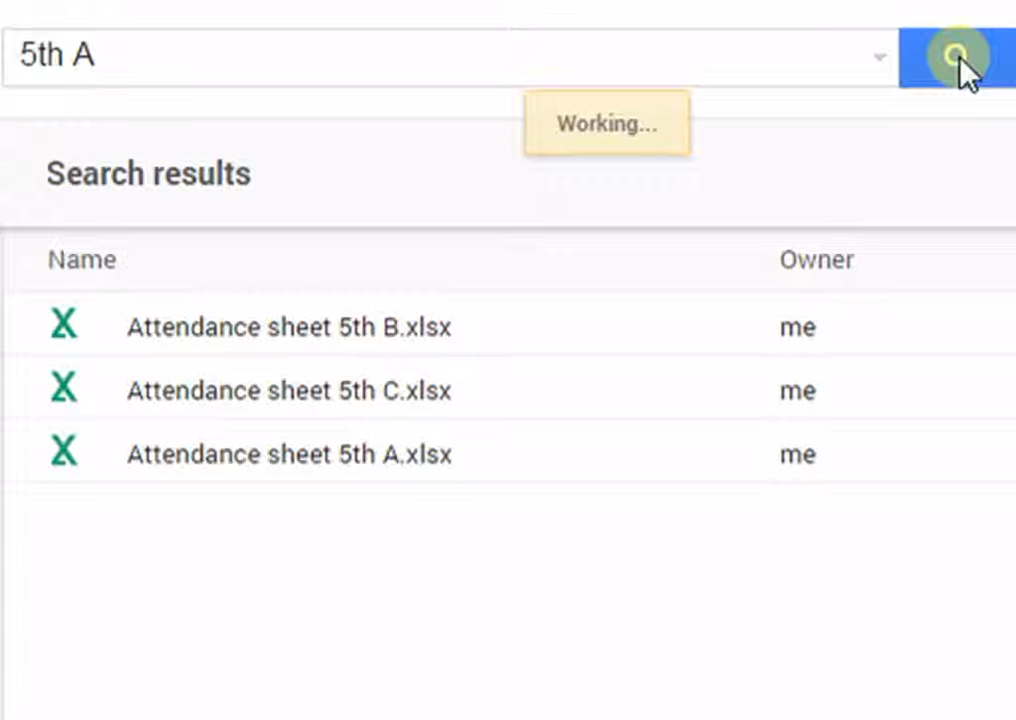 5th A
Working...
Search results
Name Owner
Attendance sheet 5th B.xlsx me
Attendance sheet 5th C.xlsx me
Attendance sheet 5th A.xlsx me